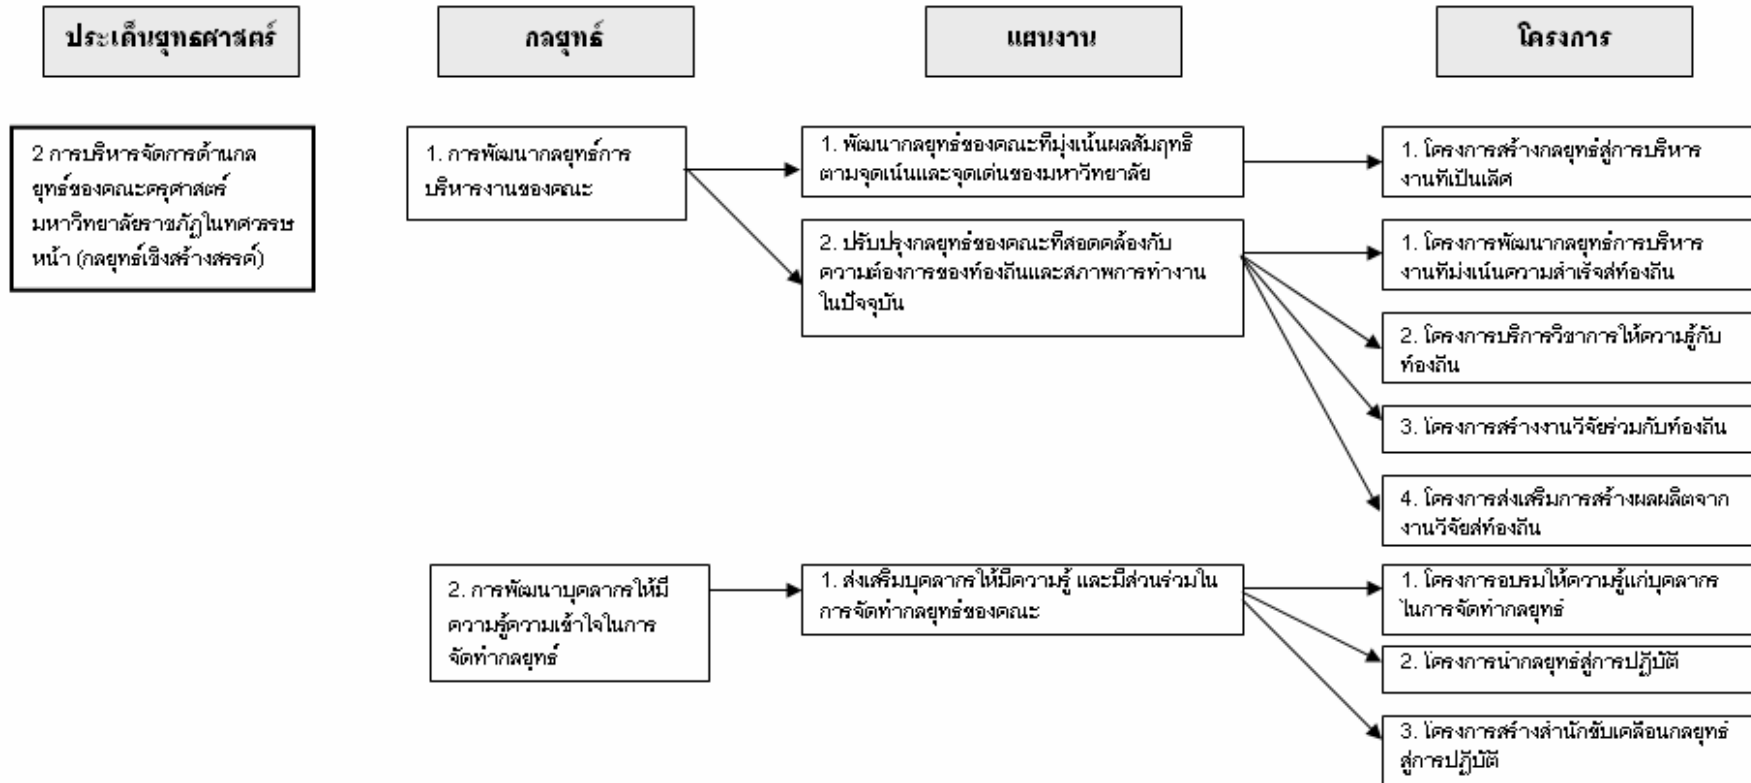 ประเด็นยุทธศาสตร์
กลยุทธ์
แผนงาน
โครงการ
2 การบริหารจัดการด้านกล
ยุทธ์ของคณะครุศาสตร์
มหาวิทยาลัยราชภัฏในทศวรรษ
หน้า (กลยุทธ์เชิงสร้างสรรค์)
1. การพัฒนากลยุทธ์การ
บริหารงานของคณะ
1. พัฒนากลยุทธ์ของคณะที่มุ่งเน้นผลสัมฤทธิ์
ตามจุดเน้นและจุดเด่นของมหาวิทยาลัย
1. โครงการสร้างกลยุทธ์สู่การบริหาร
งานที่เป็นเลิศ
2. ปรับปรุงกลยุทธ์ของคณะที่สอดคล้องกับ
ความต้องการของท้องถิ่นและสภาพการทำงาน
ในปัจจุบัน
1. โครงการพัฒนากลยุทธ์การบริหาร
งานที่มุ่งเน้นความสำเร็จสู่ท้องถิ่น
2. โครงการบริการวิชาการให้ความรู้กับ
ท้องถิ่น
3. โครงการสร้างงานวิจัยร่วมกับท้องถิ่น
4. โครงการส่งเสริมการสร้างผลผลิตจาก
งานวิจัยสู่ท้องถิ่น
2. การพัฒนาบุคลากรให้มี
ความรู้ความเข้าใจในการ
จัดทำกลยุทธ์
1. ส่งเสริมบุคลากรให้มีความรู้ และมีส่วนร่วมใน
การจัดทำกลยุทธ์ของคณะ
1. โครงการอบรมให้ความรู้แก่บุคลากร
ในการจัดทำกลยุทธ์
2. โครงการนำกลยุทธ์สู่การปฏิบัติ
3. โครงการสร้างสำนักขับเคลื่อนกลยุทธ์
สู่การปฏิบัติ